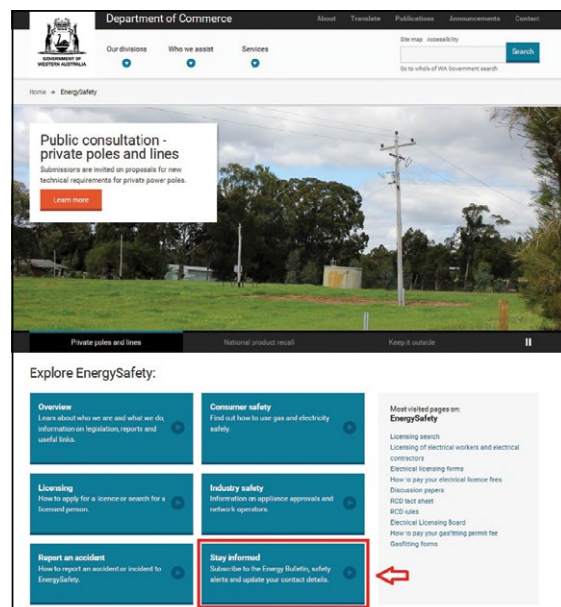 Department of Commerce
About Translate Publications Announcements Contact
GOVERNMENT OF
WESTERN AUSTRALIA
Our divisions Who we assist Services
Site map Accessibility
Search
Go to whole of WA Government search
Home EnergySafety
Public consultation -
private poles and lines
Submissions are invited on proposals for new
technical requirements for private power poles.
Learn more
Private poles and lines National product recall Keep it outside
Explore EnergySafety:
Overview
Learn about who we are and what we do,
information on legislation, reports and
useful links.
Consumer safety
Find out how to use gas and electricity
safely.
Licensing
How to apply for a licence or search for a
licensed person.
Industry safety
Information on appliance approvals and
network operators.
Report an accident
How to report an accident or incident to
EnergySafety.
Stay informed
Subscribe to the Energy Bulletin, safety
alerts and update your contact details.
Most visited pages on:
EnergySafety
Licensing search
Licensing of electrical workers and electrical
contractors
Electrical licensing forms
How to pay your electrical licence fees
Discussion papers
RCD fact sheet
RCD rules
Electrical Licensing Board
How to pay your gasfitting permit fee
Gasfitting forms